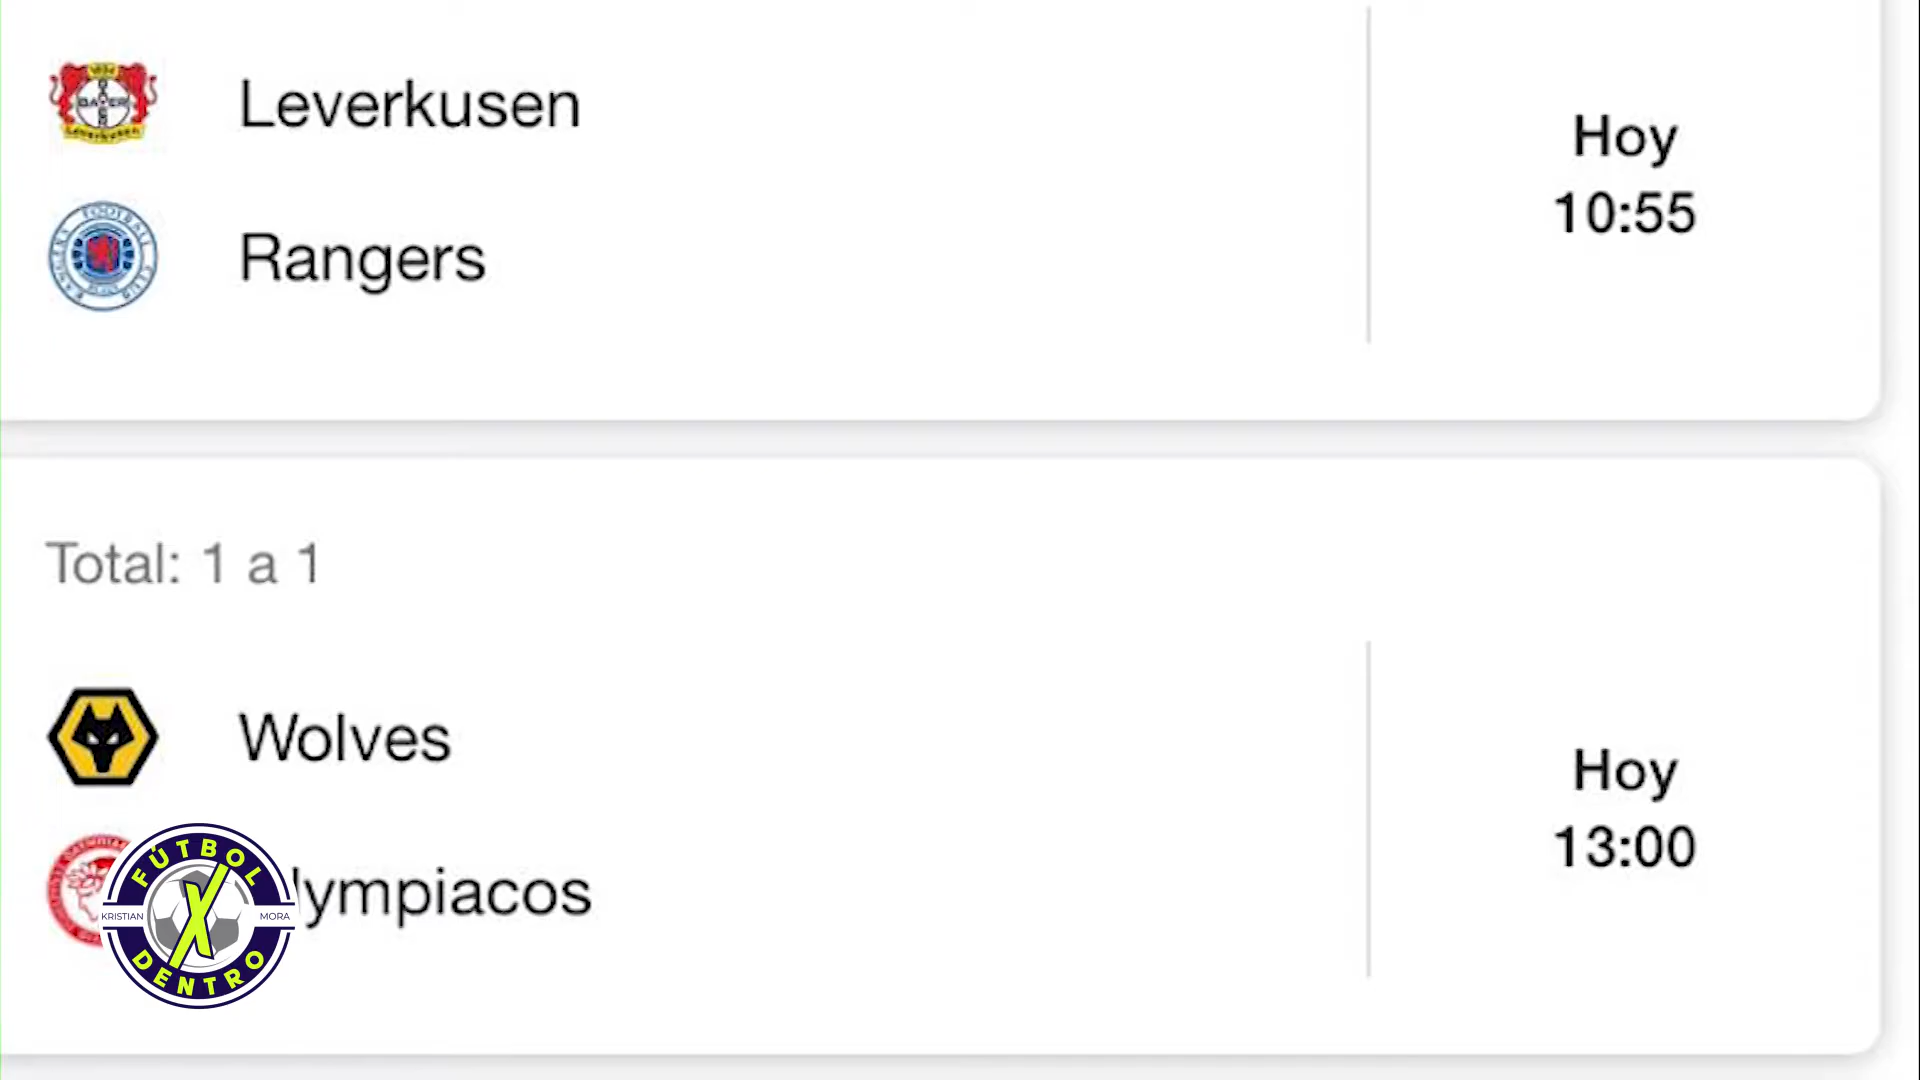 Leverkusen
Hoy
10:55
Rangers
Total: 1 a 1
Wolves
Hoy
13:00
lympiacos
FÚTBOL
X
KRISTIAN MORA
DENTRO